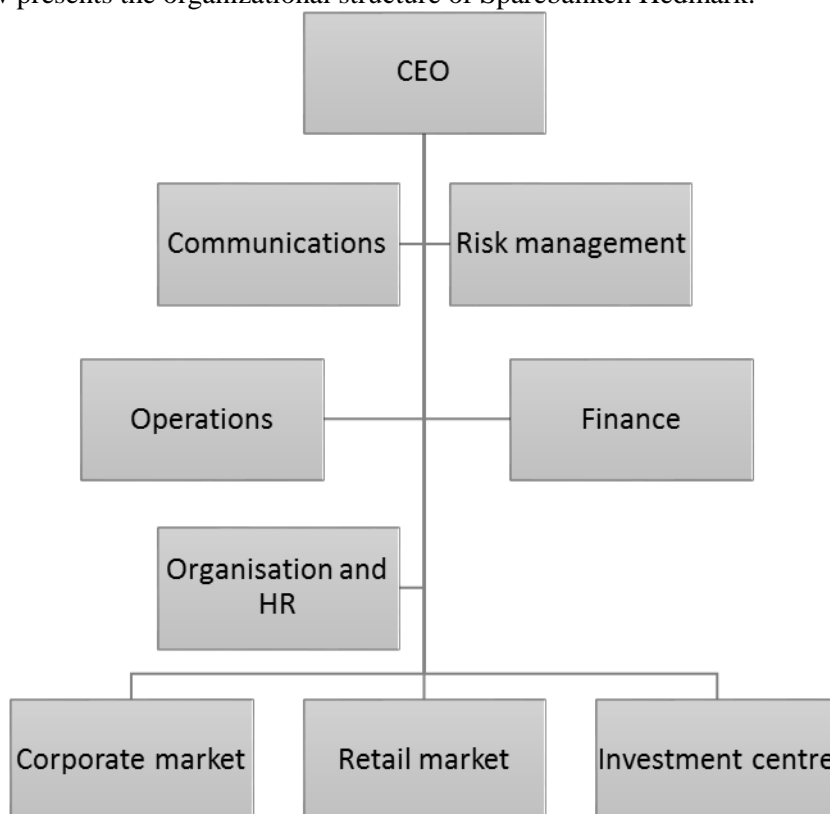 presents the organizational structure of Sparebanken Hedmark.
CEO
Communications
Risk management
Operations
Finance
Organisation and
HR
Corporate market
Retail market
Investment centre